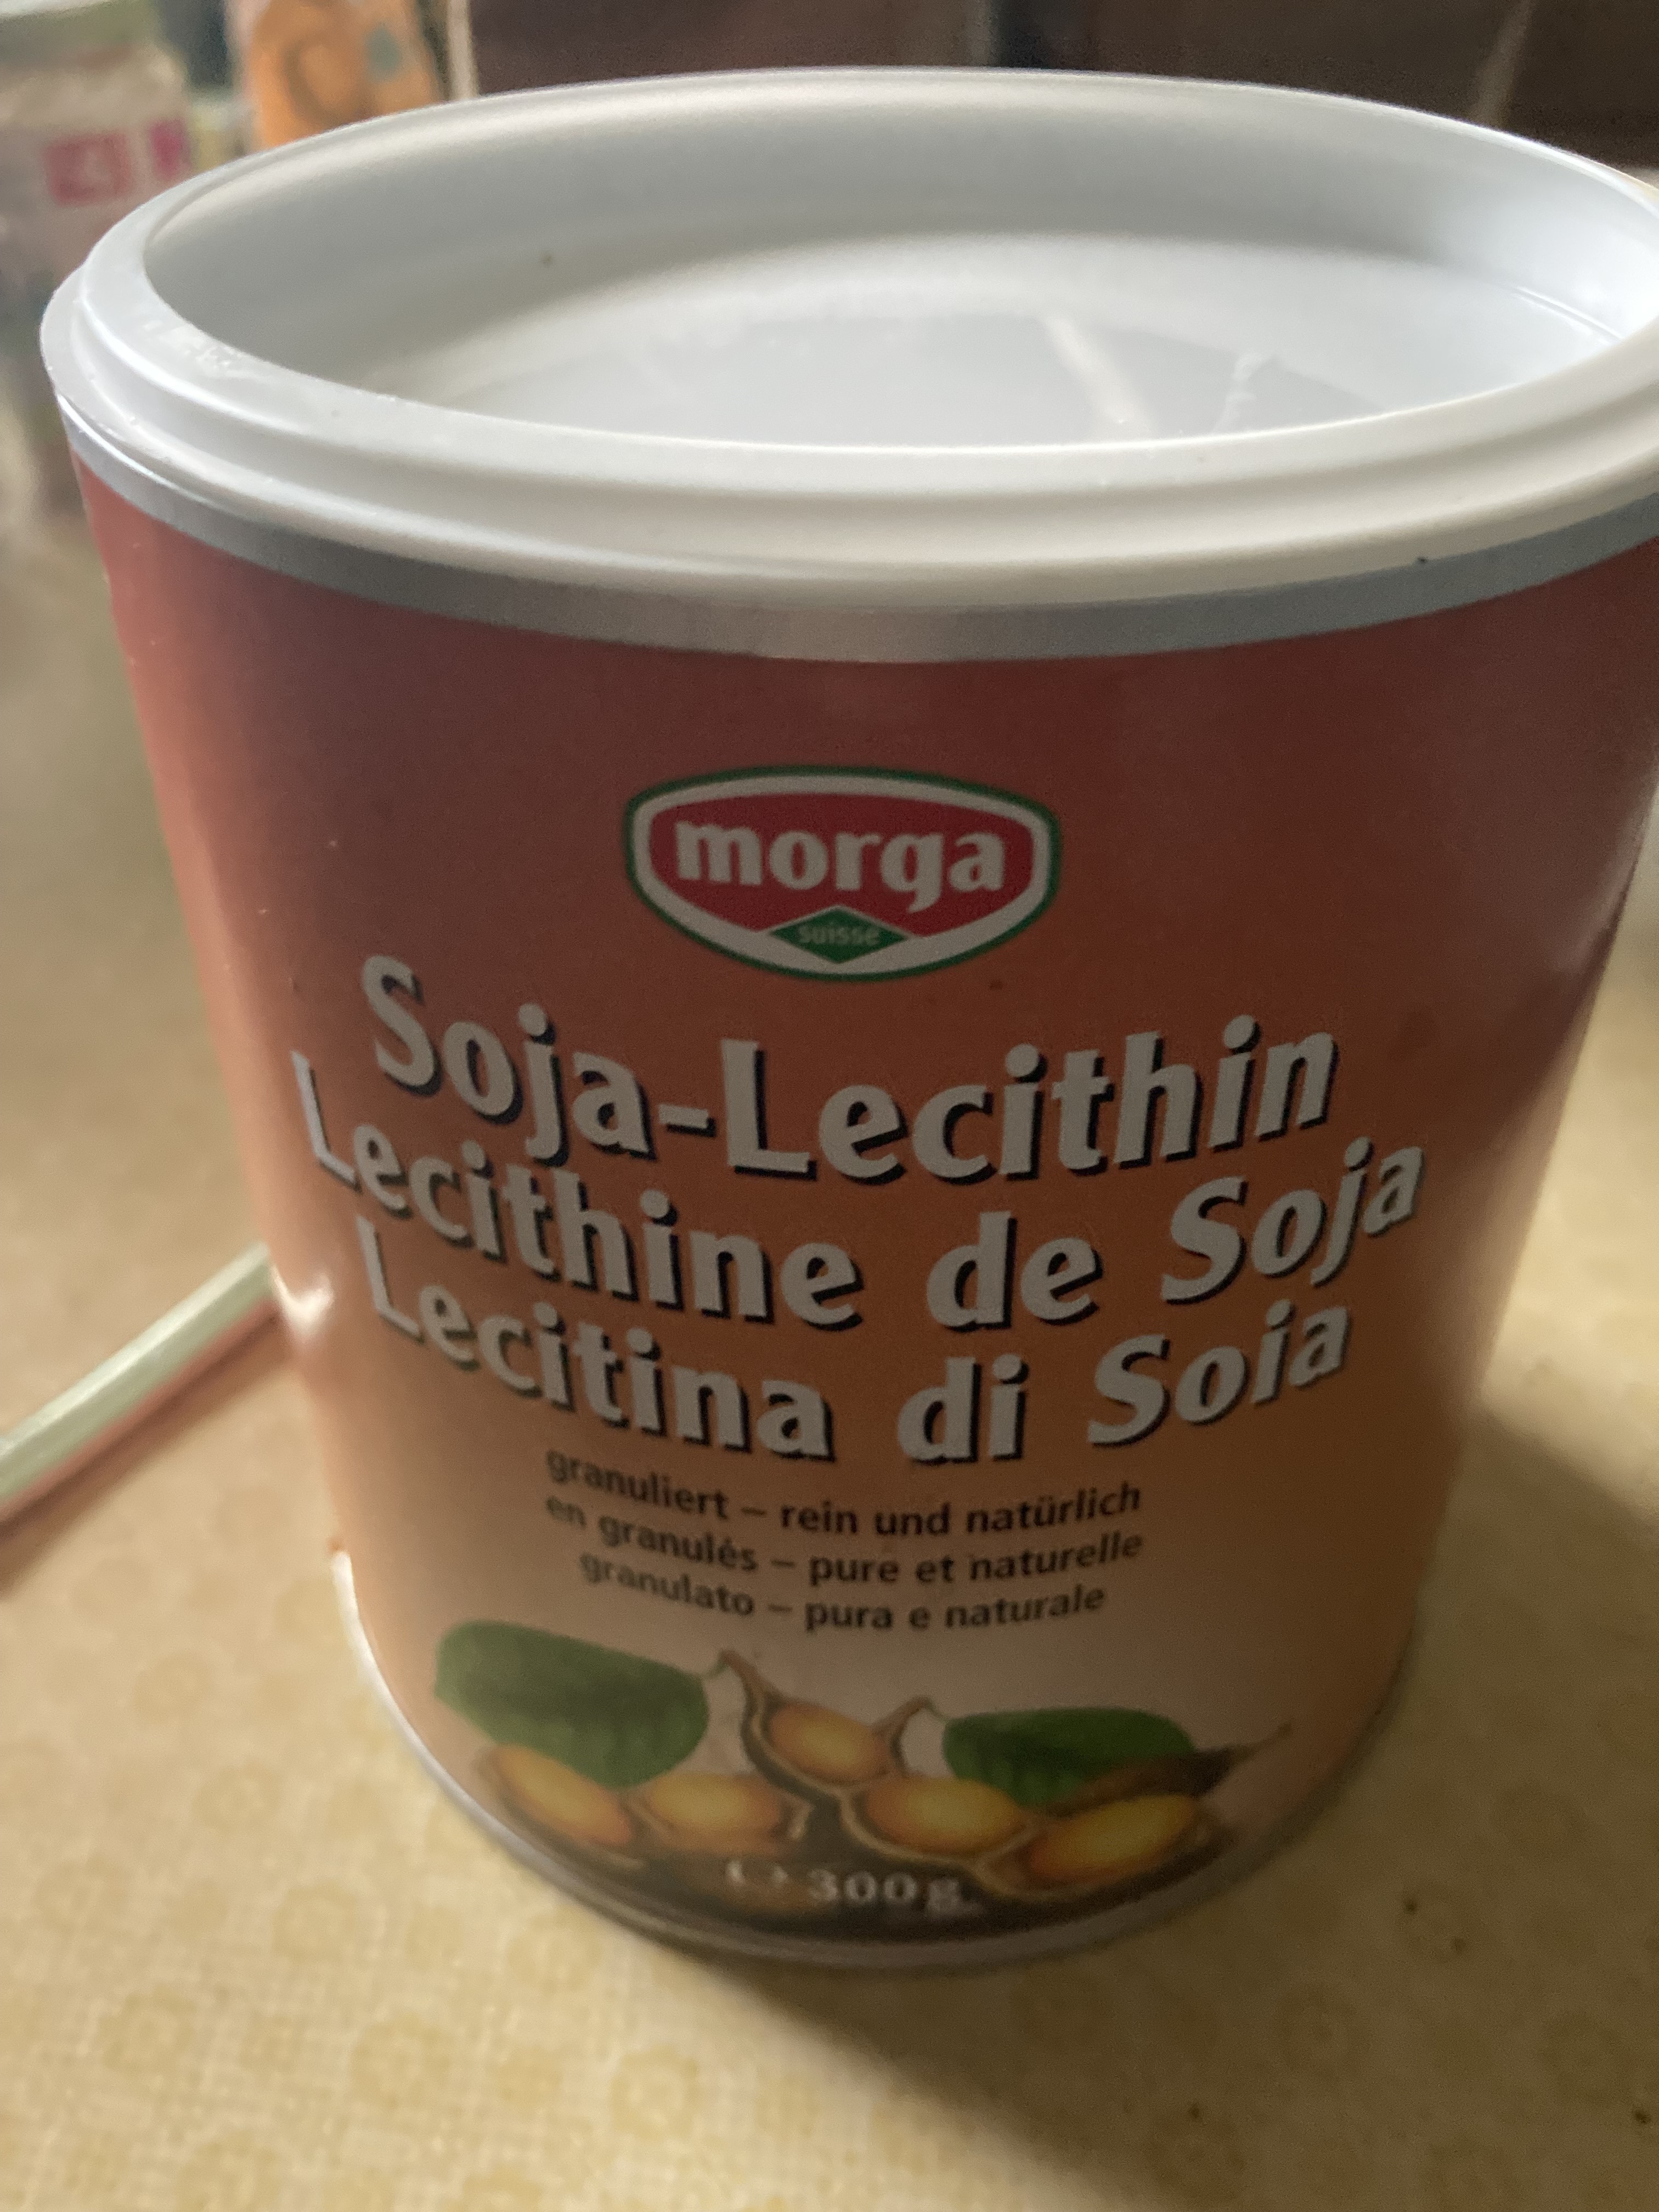 morga
suisse
Soja-Lecithin
Lecithine de Soja
Lecitina di Soia
granuliert – rein und natürlich
en granulés – pure et naturelle
granulato – pura e naturale
300g